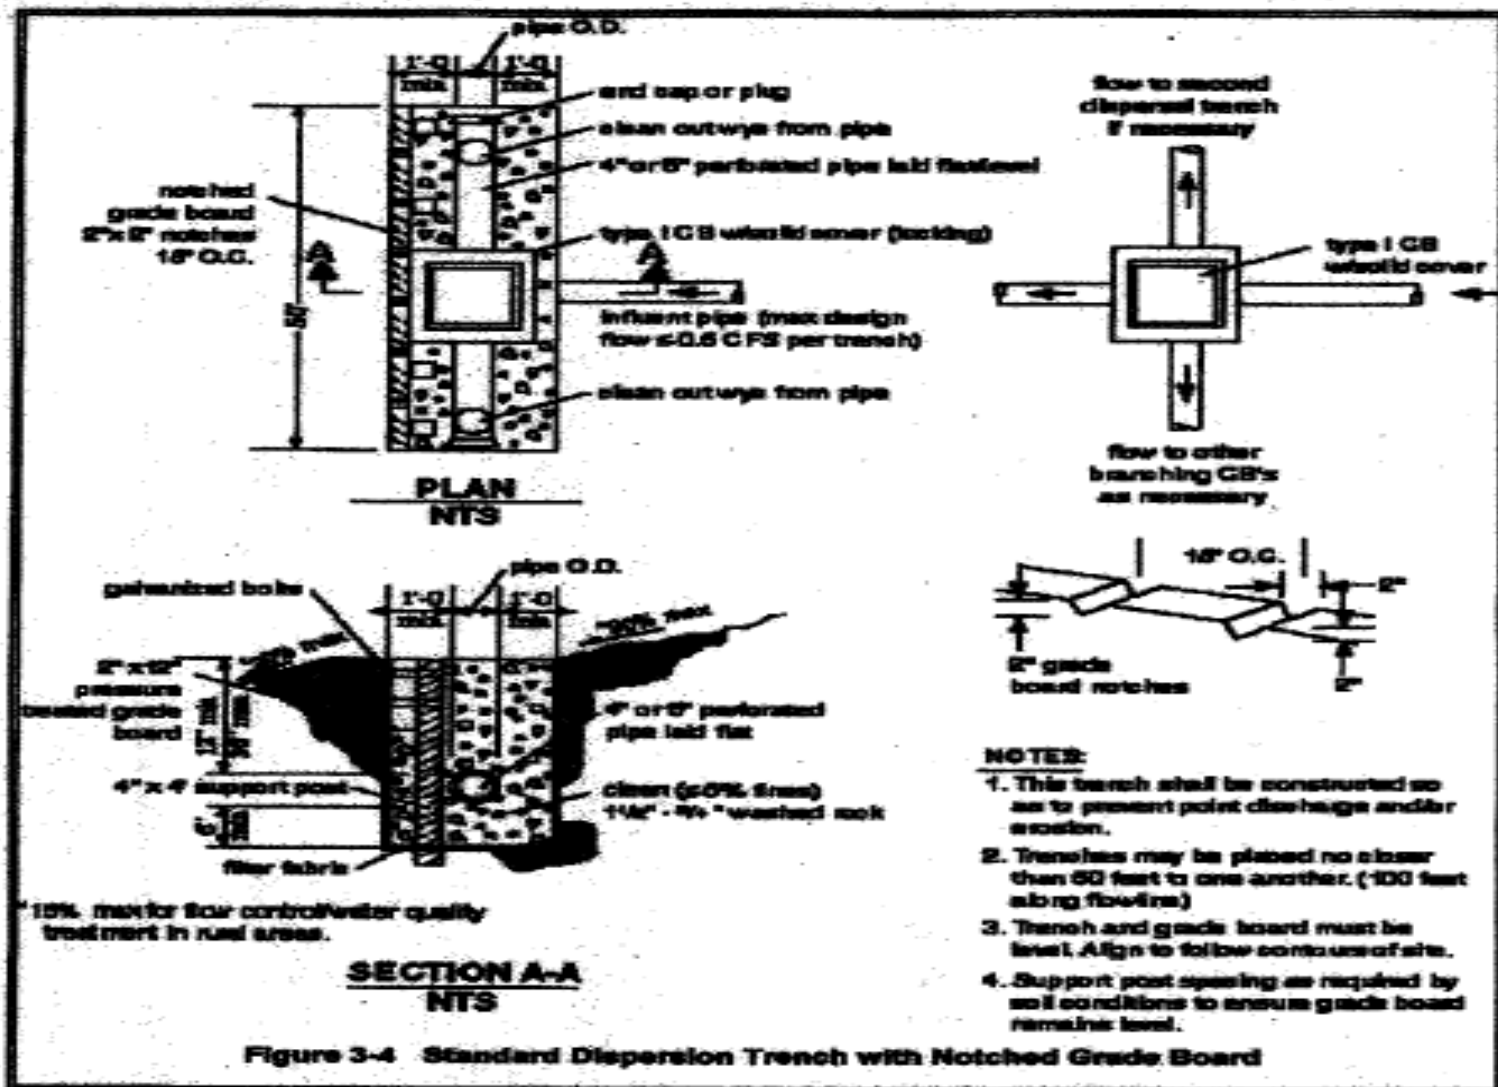 pipe O.D.
1'-0
min.
1'-0
min.
end cap or plug
clean out wye from pipe
4" or 6" perforated pipe laid flat/level
type I CB w/solid cover (locking)
notched
grade board
2" x 2" notches
18" O.C.
A
A
50'
influent pipe (max design
flow ≤ 0.5 CFS per trench)
clean out wye from pipe
PLAN
NTS
flow to second
dispersal trench
if necessary
type I CB
w/solid cover
flow to other
branching CB's
as necessary
18" O.C.
2"
2" grade
board notches
2"
pipe O.D.
galvanized bolts
1'-0
min.
1'-0
min.
max
max
2" x 12"
pressure
treated grade
board
4" x 4" support post
6"
min.
filter fabric
4" or 6" perforated
pipe laid flat
clean (≤ 5% fines)
1 1/2" - 3/4" washed rock
*15% max for flow control/water quality
treatment in rural areas.
SECTION A-A
NTS
NOTES:
1. This trench shall be constructed so
as to prevent point discharge and/or
erosion.
2. Trenches may be placed no closer
than 50 feet to one another. (100 feet
along flowline)
3. Trench and grade board must be
level. Align to follow contours of site.
4. Support post spacing as required by
soil conditions to ensure grade board
remains level.
Figure 3-4 Standard Dispersion Trench with Notched Grade Board